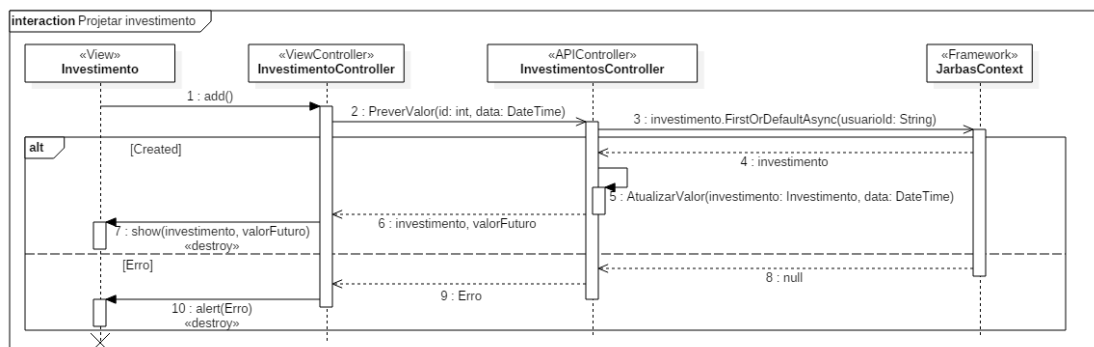 interaction Projetar investimento
«View»
Investimento
«ViewController»
InvestimentoController
«APIController»
InvestimentosController
«Framework»
JarbasContext
1 : add()
2 : PreverValor(id: int, data: DateTime)
3 : investimento.FirstOrDefaultAsync(usuarioId: String)
alt
[Created]
4 : investimento
5 : AtualizarValor(investimento: Investimento, data: DateTime)
6 : investimento, valorFuturo
7 : show(investimento, valorFuturo)
«destroy»
[Erro]
8 : null
9 : Erro
10 : alert(Erro)
«destroy»